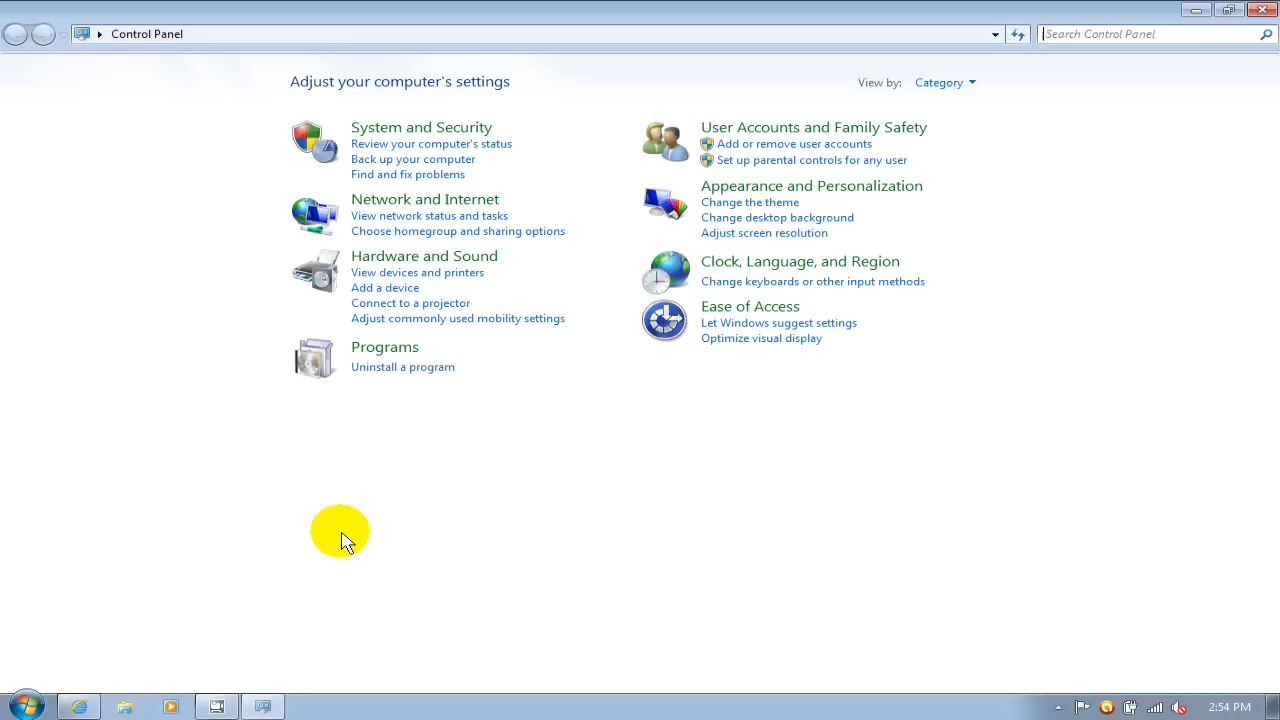 Control Panel
Search Control Panel
Adjust your computer's settings
View by: Category
System and Security
Review your computer's status
Back up your computer
Find and fix problems
Network and Internet
View network status and tasks
Choose homegroup and sharing options
Hardware and Sound
View devices and printers
Add a device
Connect to a projector
Adjust commonly used mobility settings
Programs
Uninstall a program
User Accounts and Family Safety
Add or remove user accounts
Set up parental controls for any user
Appearance and Personalization
Change the theme
Change desktop background
Adjust screen resolution
Clock, Language, and Region
Change keyboards or other input methods
Ease of Access
Let Windows suggest settings
Optimize visual display
2:54 PM